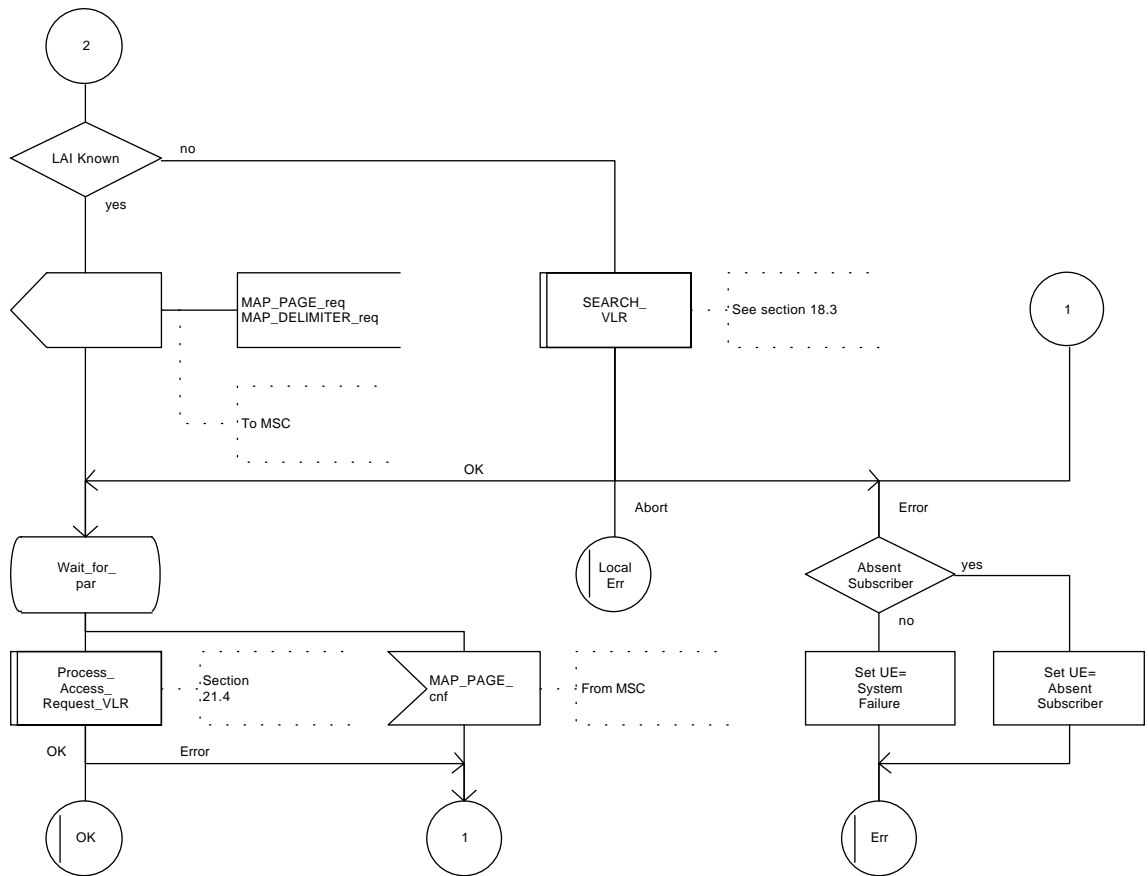 2
LAI Known
no
yes
MAP_PAGE_req
MAP_DELIMITER_req
SEARCH_
VLR
See section 18.3
1
To MSC
OK
Abort
Error
Wait_for_
par
Local
Err
Absent
Subscriber
yes
no
Process_
Access_
Request_VLR
Section
21.4
MAP_PAGE_
cnf
From MSC
Set UE=
System
Failure
Set UE=
Absent
Subscriber
OK
Error
OK
1
Err